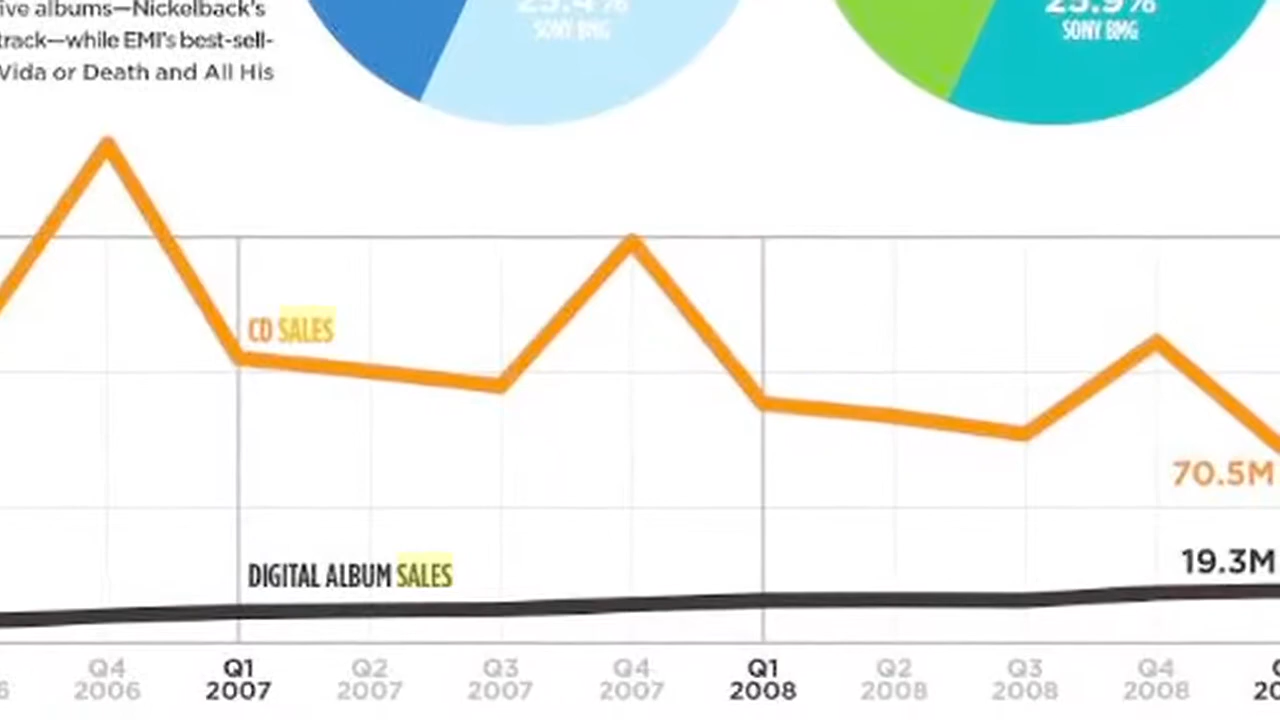 ive albums—Nickelback's
track—while EMI's best-sell-
Vida or Death and All His
SONY BMG
25.9%
SONY BMG
CD SALES
70.5M
19.3M
DIGITAL ALBUM SALES
Q4
2006
Q1
2007
Q2
2007
Q3
2007
Q4
2007
Q1
2008
Q2
2008
Q3
2008
Q4
2008